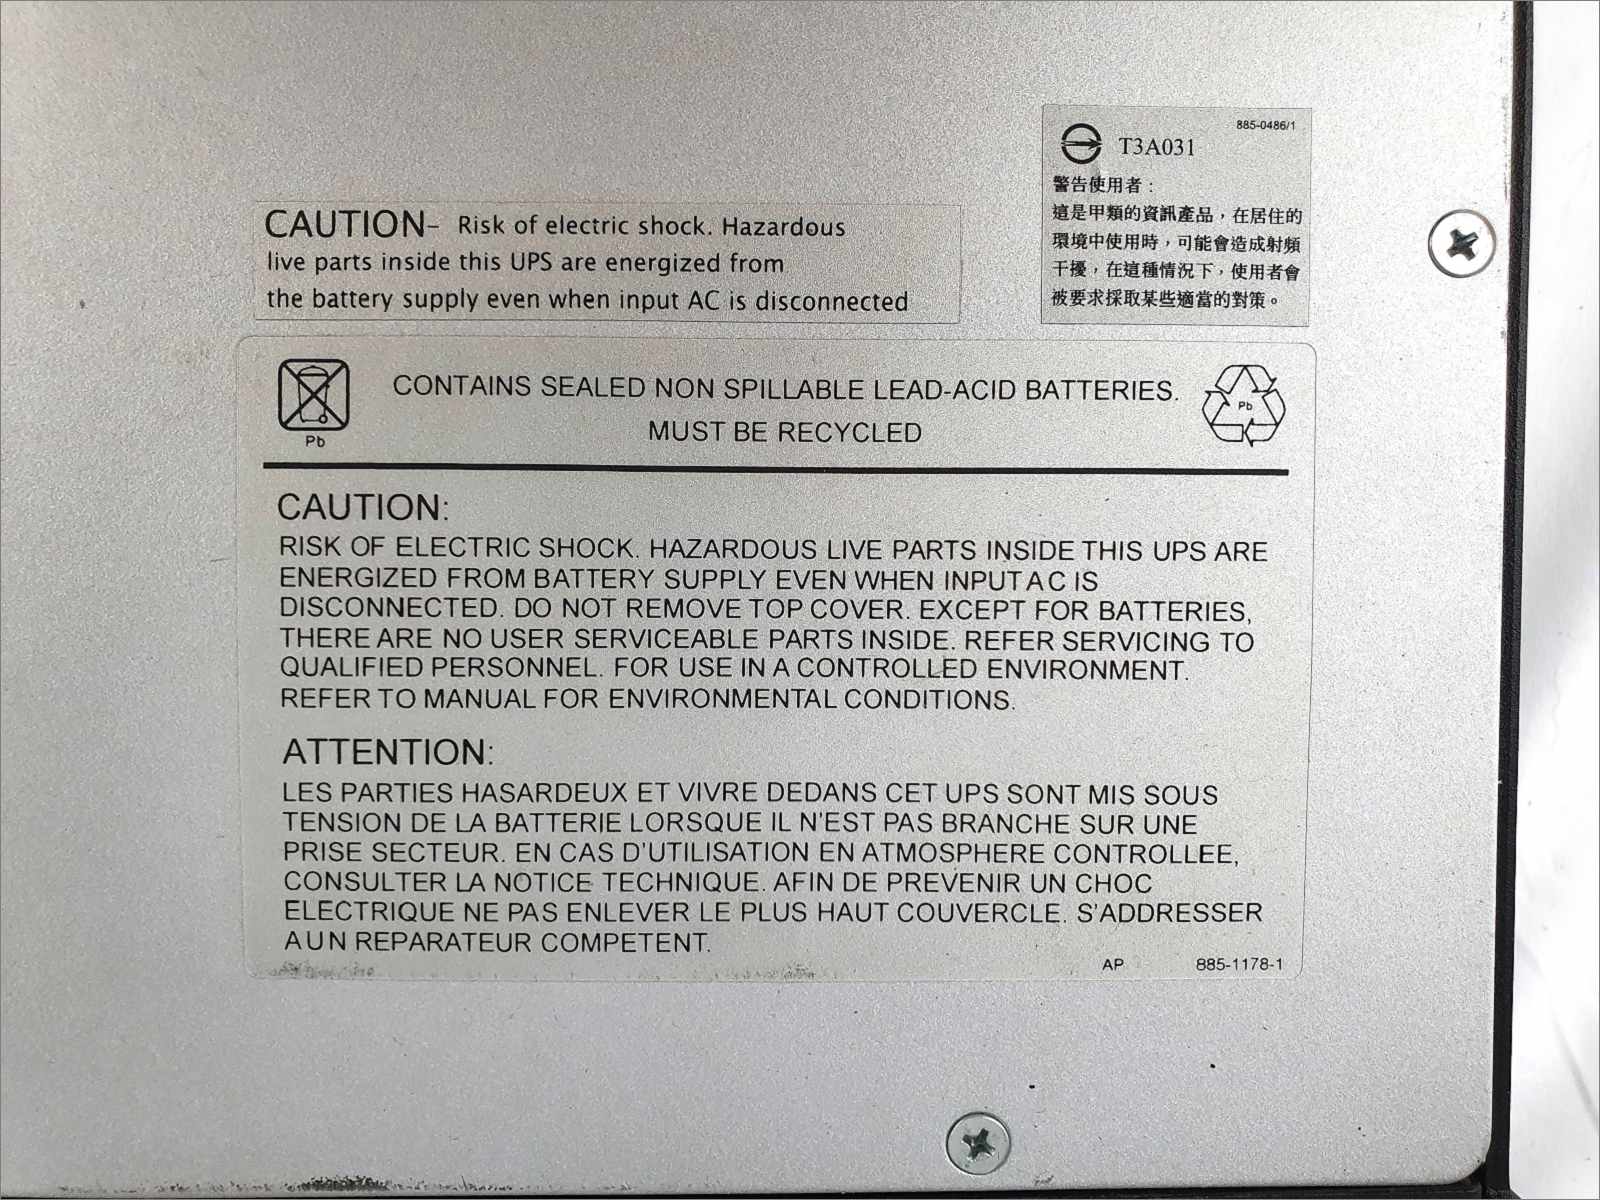 885-0486/1
T3A031
警告使用者：
這是甲類的資訊產品，在居住的
環境中使用時，可能會造成射頻
干擾，在這種情況下，使用者會
被要求採取某些適當的對策。
CAUTION- Risk of electric shock. Hazardous
live parts inside this UPS are energized from
the battery supply even when input AC is disconnected
Pb
CONTAINS SEALED NON SPILLABLE LEAD-ACID BATTERIES.
MUST BE RECYCLED
Pb
CAUTION:
RISK OF ELECTRIC SHOCK. HAZARDOUS LIVE PARTS INSIDE THIS UPS ARE
ENERGIZED FROM BATTERY SUPPLY EVEN WHEN INPUT A C IS
DISCONNECTED. DO NOT REMOVE TOP COVER. EXCEPT FOR BATTERIES,
THERE ARE NO USER SERVICEABLE PARTS INSIDE. REFER SERVICING TO
QUALIFIED PERSONNEL. FOR USE IN A CONTROLLED ENVIRONMENT.
REFER TO MANUAL FOR ENVIRONMENTAL CONDITIONS.
ATTENTION:
LES PARTIES HASARDEUX ET VIVRE DEDANS CET UPS SONT MIS SOUS
TENSION DE LA BATTERIE LORSQUE IL N'EST PAS BRANCHE SUR UNE
PRISE SECTEUR. EN CAS D'UTILISATION EN ATMOSPHERE CONTROLLEE,
CONSULTER LA NOTICE TECHNIQUE. AFIN DE PREVENIR UN CHOC
ELECTRIQUE NE PAS ENLEVER LE PLUS HAUT COUVERCLE. S'ADDRESSER
A UN REPARATEUR COMPETENT.
AP 885-1178-1